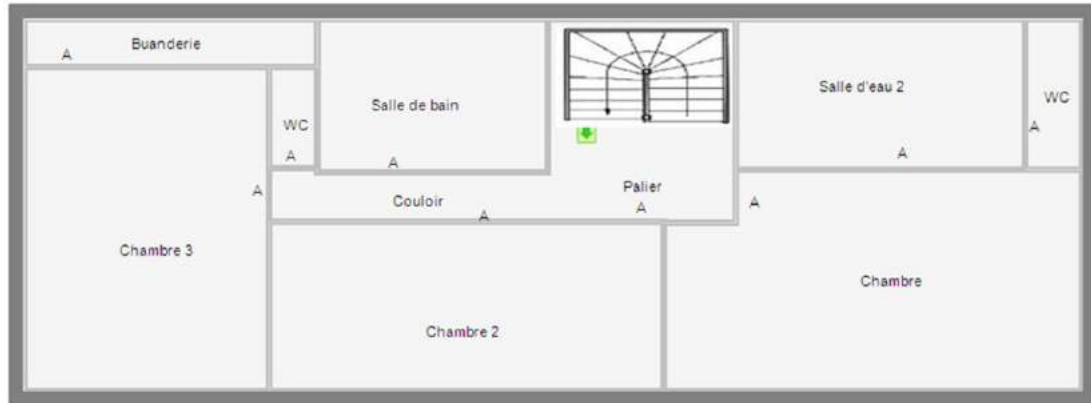 Buanderie
A
Salle de bain
A
WC
A
Salle d'eau 2
A
WC
A
Couloir
A
Palier
A
A
A
Chambre 3
Chambre 2
Chambre